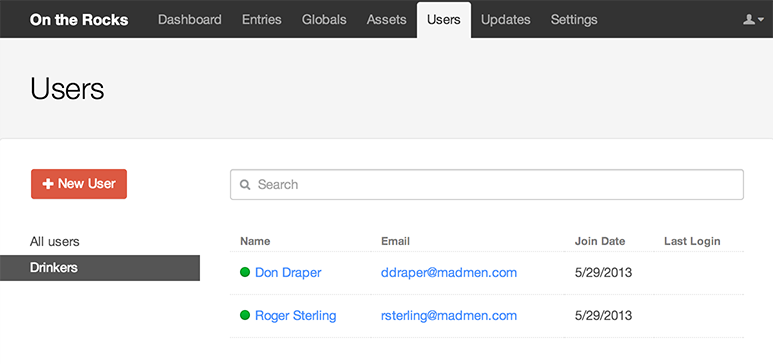 On the Rocks Dashboard Entries Globals Assets Users Updates Settings
Users
New User
Search
All users
Drinkers
Name Email Join Date Last Login
Don Draper ddraper@madmen.com 5/29/2013
Roger Sterling rsterling@madmen.com 5/29/2013